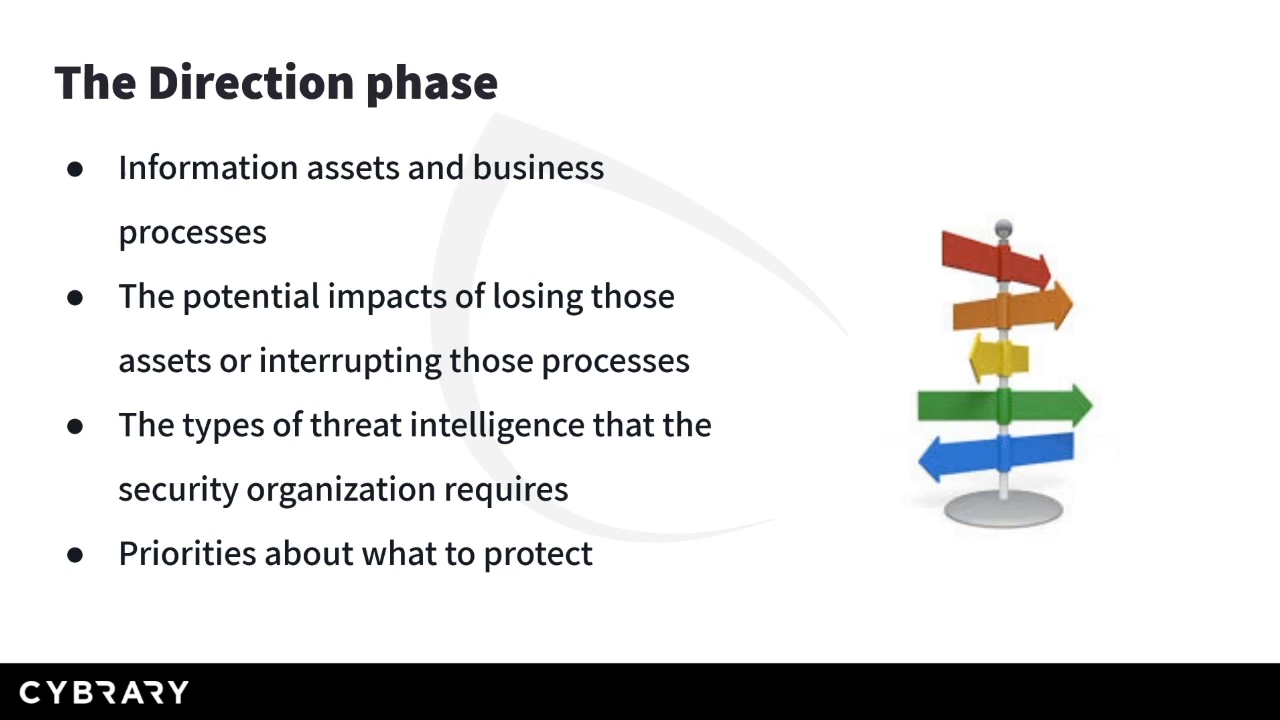 The Direction phase
● Information assets and business
processes
● The potential impacts of losing those
assets or interrupting those processes
● The types of threat intelligence that the
security organization requires
● Priorities about what to protect
CYBRARY